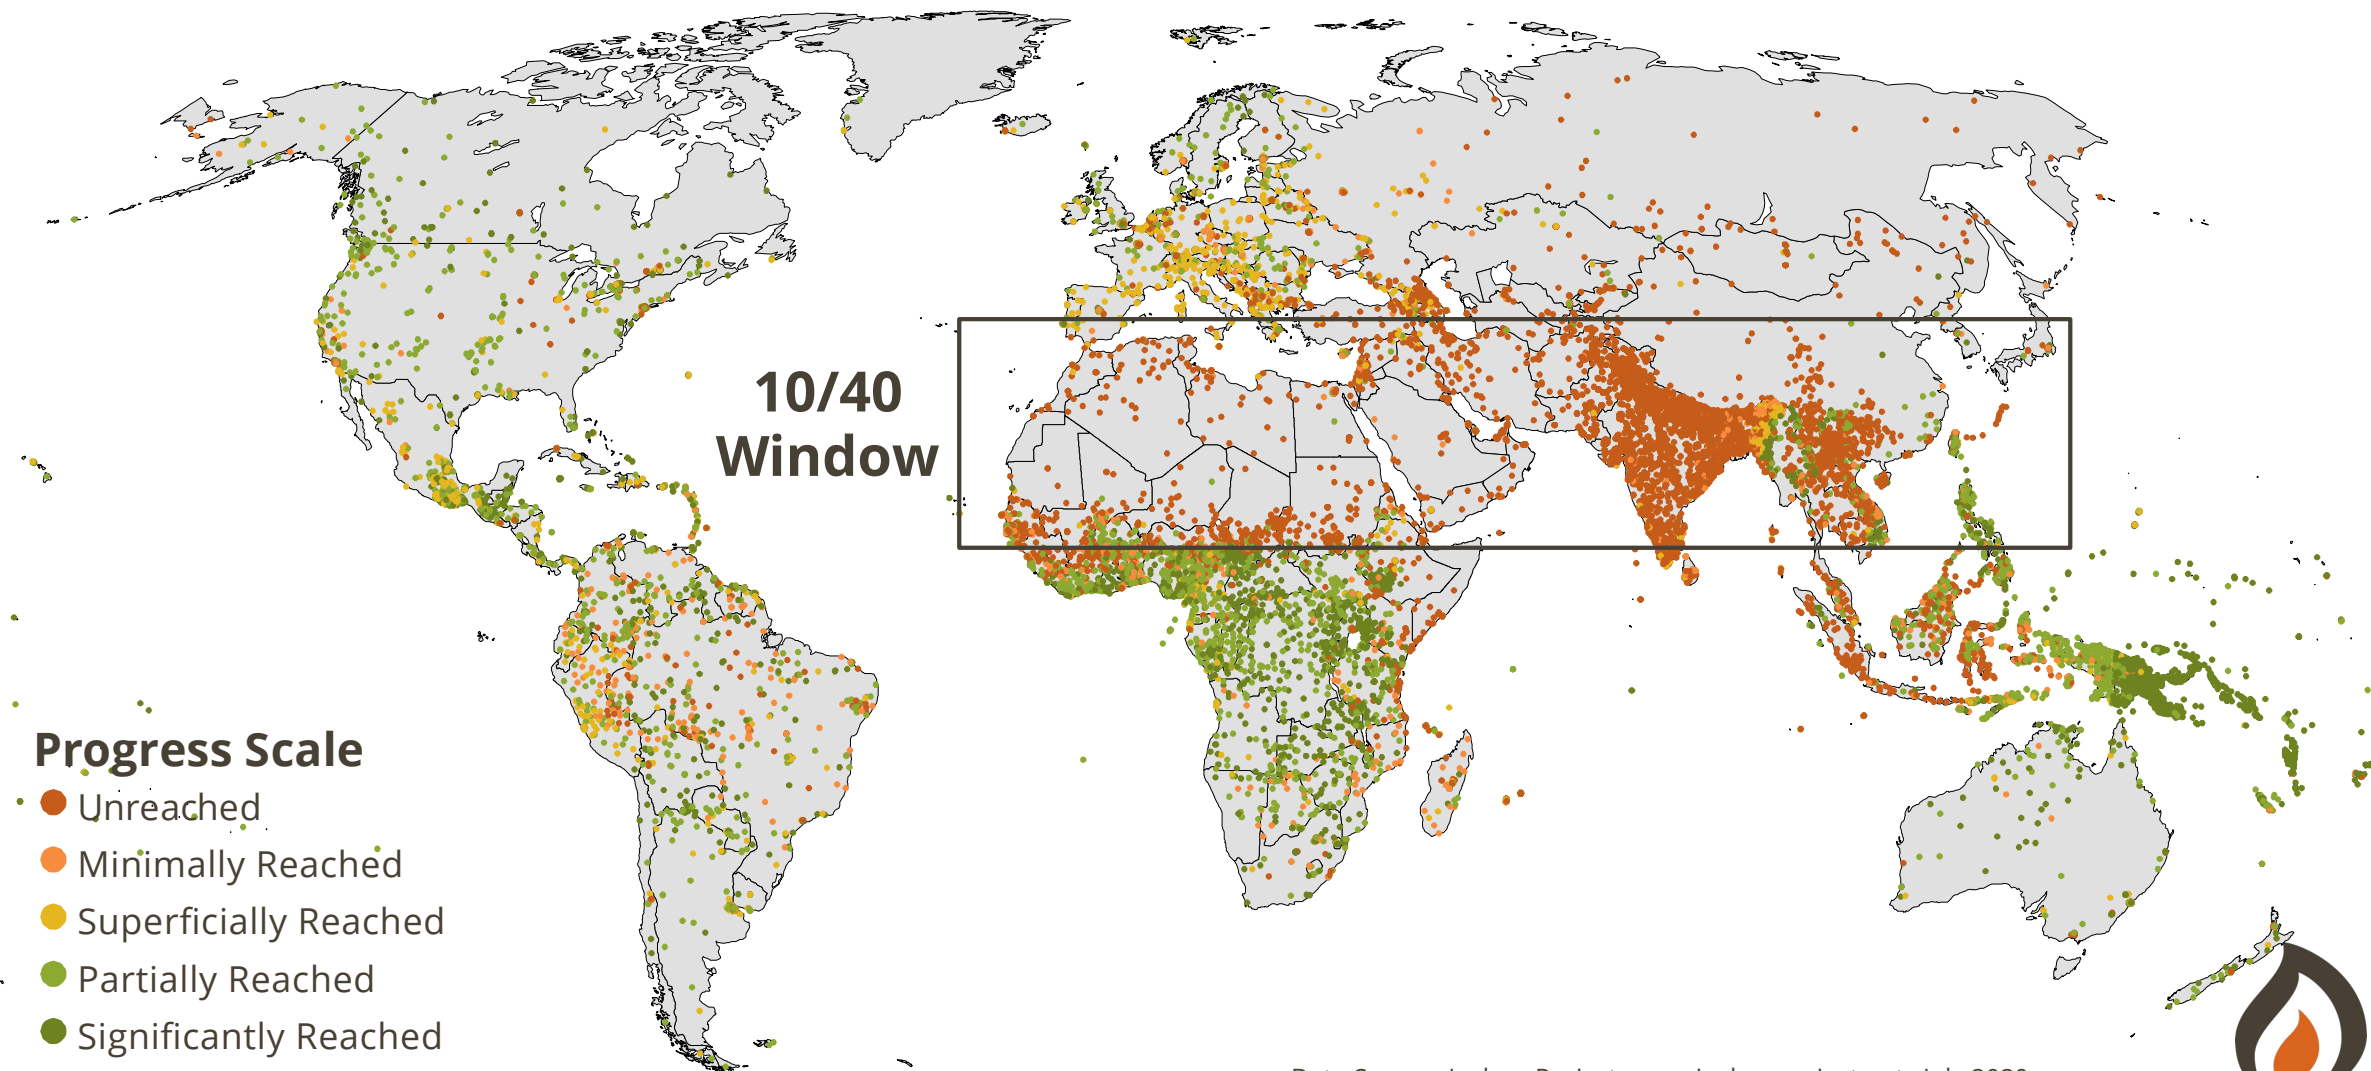 10/40
Window
Progress Scale
Unreached
Minimally Reached
Superficially Reached
Partially Reached
Significantly Reached